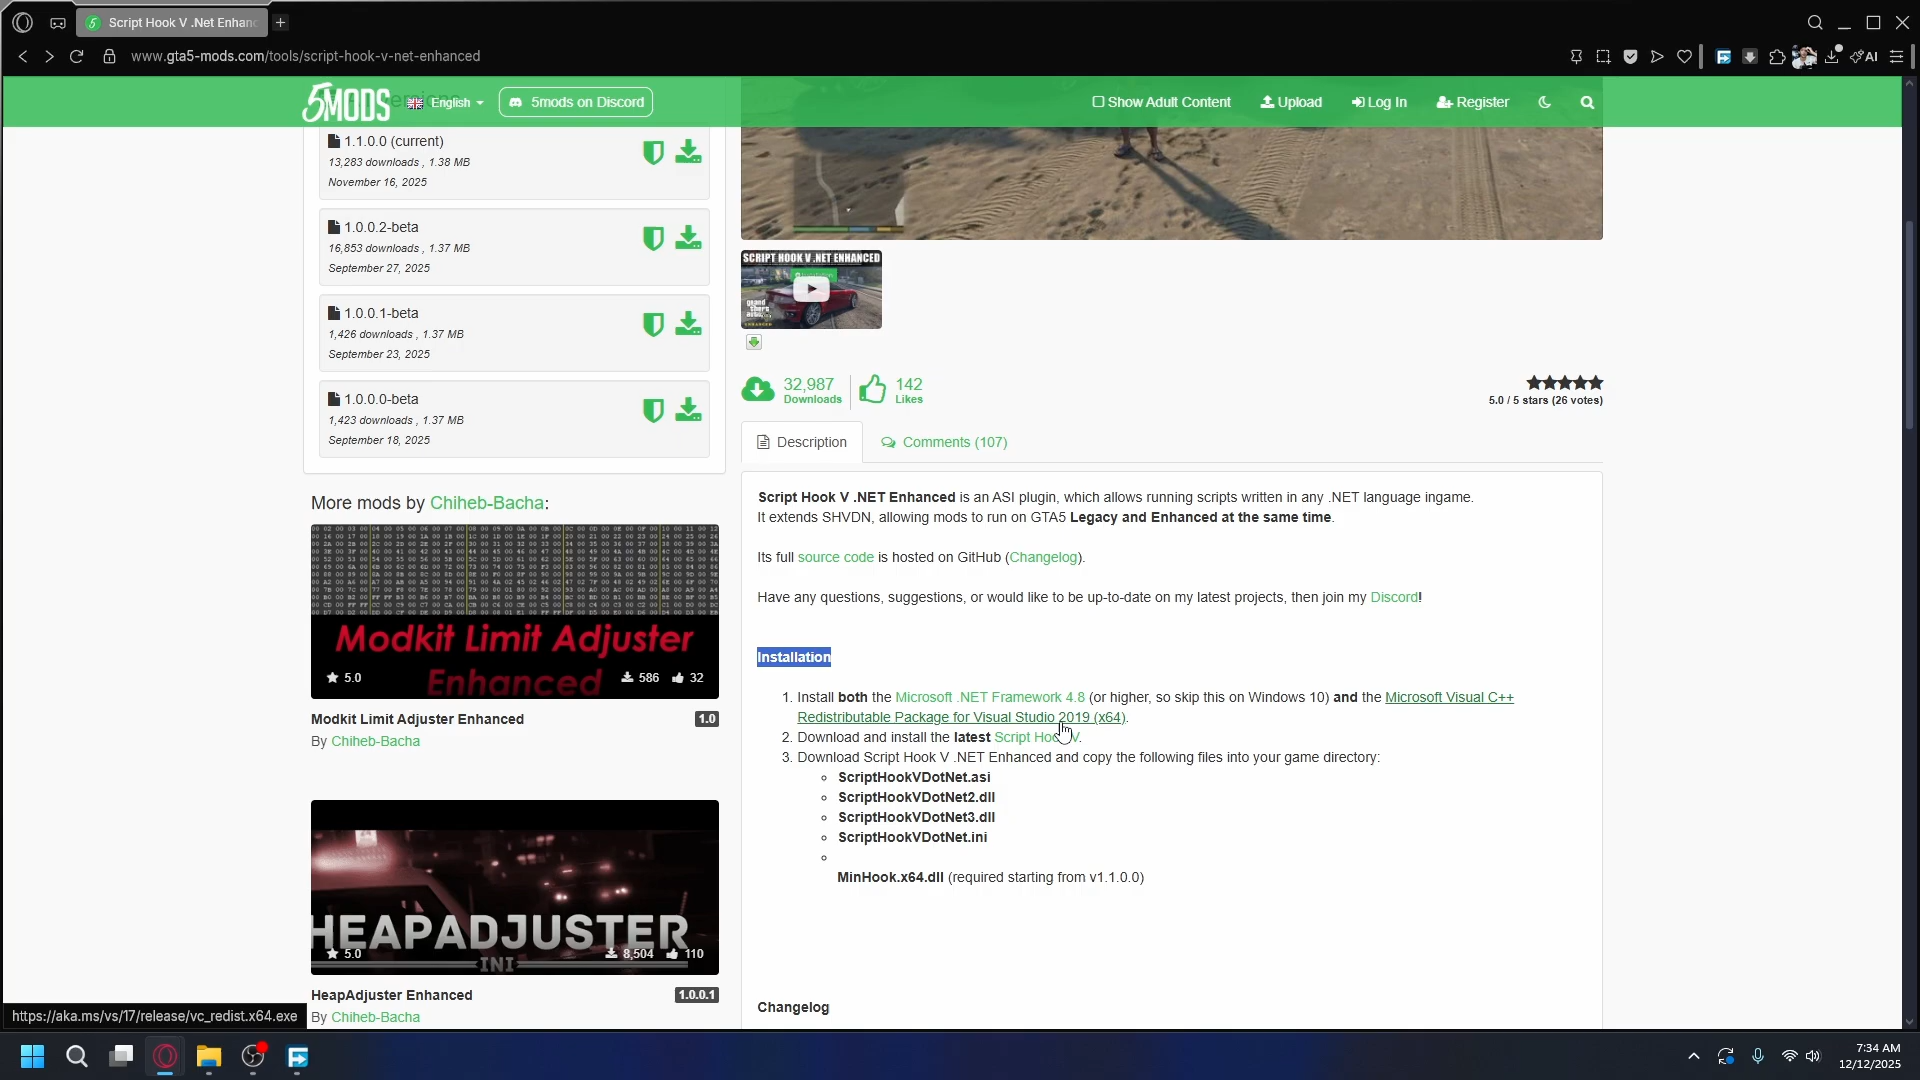 Script Hook V .Net Enhanc
www.gta5-mods.com/tools/script-hook-v-net-enhanced
AI
5MODS
English
5mods on Discord
Show Adult Content
Upload
Log In
Register
1.1.0.0 (current)
13,283 downloads , 1.38 MB
November 16, 2025
1.0.0.2-beta
16,853 downloads , 1.37 MB
September 27, 2025
1.0.0.1-beta
1,426 downloads , 1.37 MB
September 23, 2025
1.0.0.0-beta
1,423 downloads , 1.37 MB
September 18, 2025
More mods by Chiheb-Bacha:
Modkit Limit Adjuster
Enhanced
5.0
586
32
Modkit Limit Adjuster Enhanced
1.0
By Chiheb-Bacha
HEAPADJUSTER
INI
5.0
8,504
110
HeapAdjuster Enhanced
1.0.0.1
By Chiheb-Bacha
SCRIPT HOOK V .NET ENHANCED
32,987
Downloads
142
Likes
5.0 / 5 stars (26 votes)
Description
Comments (107)
Script Hook V .NET Enhanced is an ASI plugin, which allows running scripts written in any .NET language ingame.
It extends SHVDN, allowing mods to run on GTA5 Legacy and Enhanced at the same time.
Its full source code is hosted on GitHub (Changelog).
Have any questions, suggestions, or would like to be up-to-date on my latest projects, then join my Discord!
Installation
1. Install both the Microsoft .NET Framework 4.8 (or higher, so skip this on Windows 10) and the Microsoft Visual C++
Redistributable Package for Visual Studio 2019 (x64).
2. Download and install the latest Script Hook V.
3. Download Script Hook V .NET Enhanced and copy the following files into your game directory:
ScriptHookVDotNet.asi
ScriptHookVDotNet2.dll
ScriptHookVDotNet3.dll
ScriptHookVDotNet.ini
MinHook.x64.dll (required starting from v1.1.0.0)
Changelog
https://aka.ms/vs/17/release/vc_redist.x64.exe
7:34 AM
12/12/2025